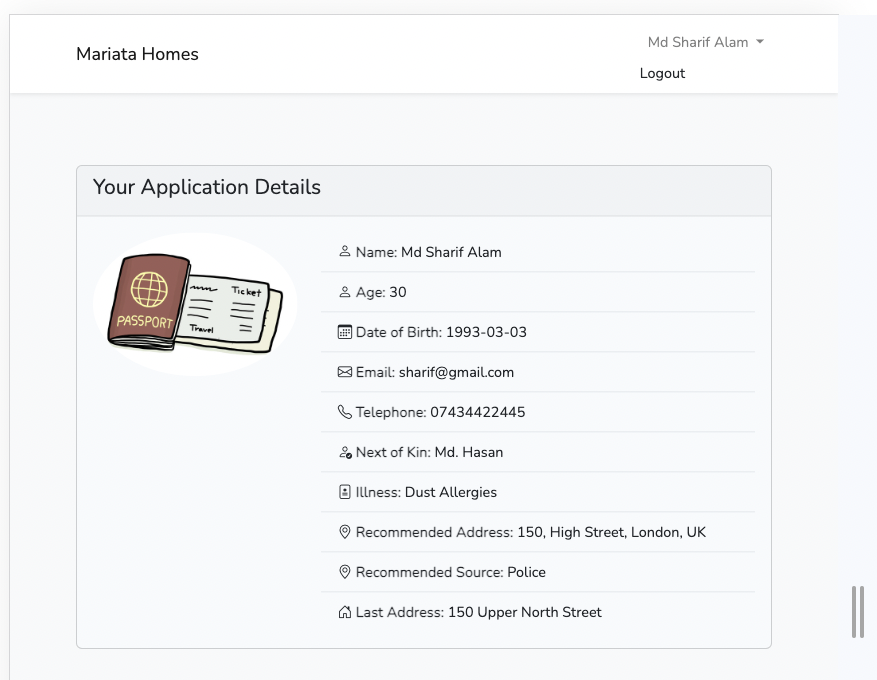 Mariata Homes
Md Sharif Alam
Logout
Your Application Details
PASSPORT
Ticket
Travel
Name: Md Sharif Alam
Age: 30
Date of Birth: 1993-03-03
Email: sharif@gmail.com
Telephone: 07434422445
Next of Kin: Md. Hasan
Illness: Dust Allergies
Recommended Address: 150, High Street, London, UK
Recommended Source: Police
Last Address: 150 Upper North Street